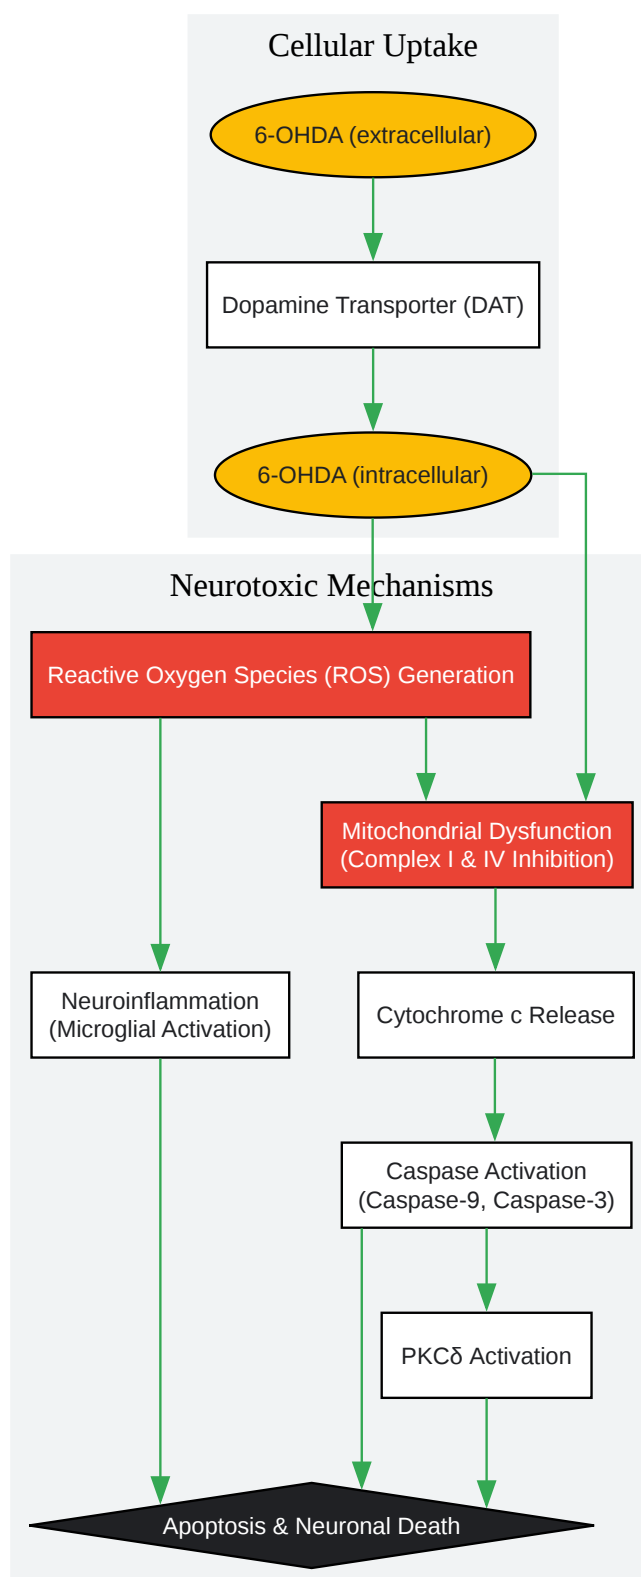 Cellular Uptake
6-OHDA (extracellular)
Dopamine Transporter (DAT)
6-OHDA (intracellular)
Neurotoxic Mechanisms
Reactive Oxygen Species (ROS) Generation
Mitochondrial Dysfunction
(Complex I & IV Inhibition)
Neuroinflammation
(Microglial Activation)
Cytochrome c Release
Caspase Activation
(Caspase-9, Caspase-3)
PKCδ Activation
Apoptosis & Neuronal Death